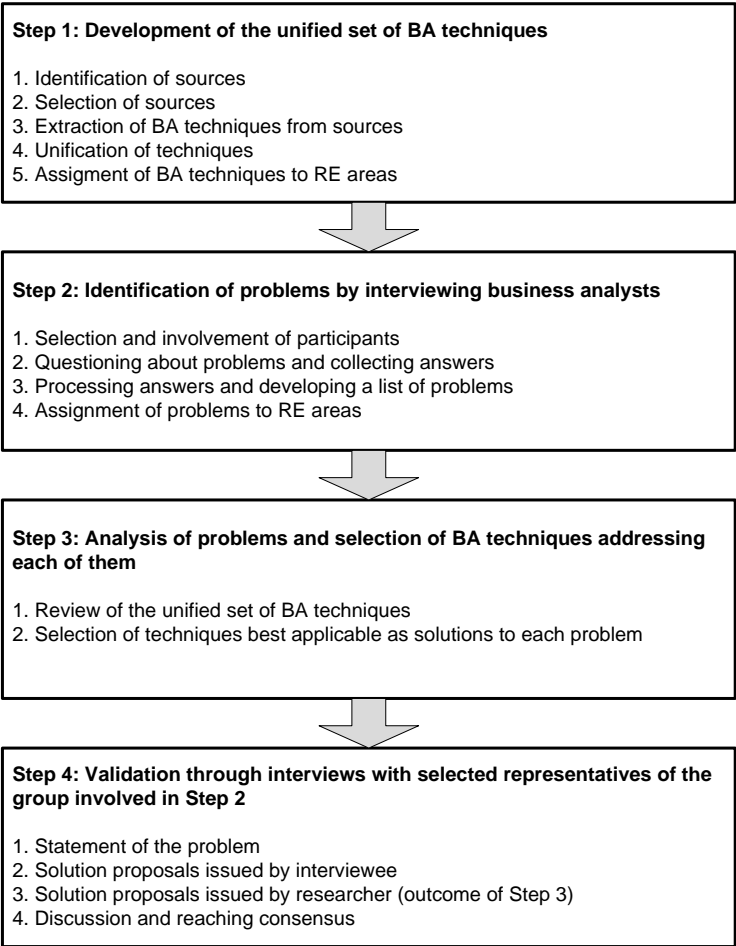 Step 1: Development of the unified set of BA techniques
1. Identification of sources
2. Selection of sources
3. Extraction of BA techniques from sources
4. Unification of techniques
5. Assigment of BA techniques to RE areas
Step 2: Identification of problems by interviewing business analysts
1. Selection and involvement of participants
2. Questioning about problems and collecting answers
3. Processing answers and developing a list of problems
4. Assignment of problems to RE areas
Step 3: Analysis of problems and selection of BA techniques addressing
each of them
1. Review of the unified set of BA techniques
2. Selection of techniques best applicable as solutions to each problem
Step 4: Validation through interviews with selected representatives of the
group involved in Step 2
1. Statement of the problem
2. Solution proposals issued by interviewee
3. Solution proposals issued by researcher (outcome of Step 3)
4. Discussion and reaching consensus